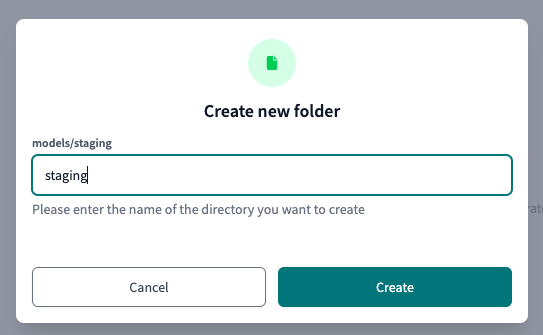 Create new folder
models/staging
staging
Please enter the name of the directory you want to create
Cancel
Create